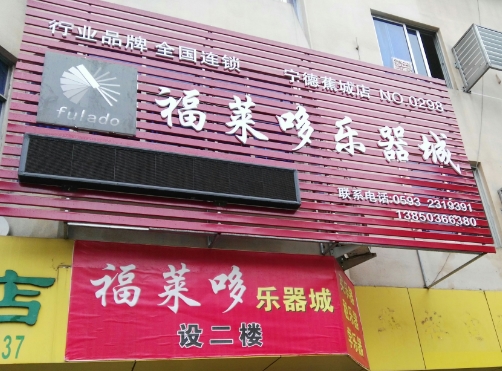 行业品牌 全国连锁
宁德蕉城店 NO.0298
fulado
福莱哆乐器城
联系电话:0593 2319391
13850366380
福莱哆乐器城
设二楼
店
37